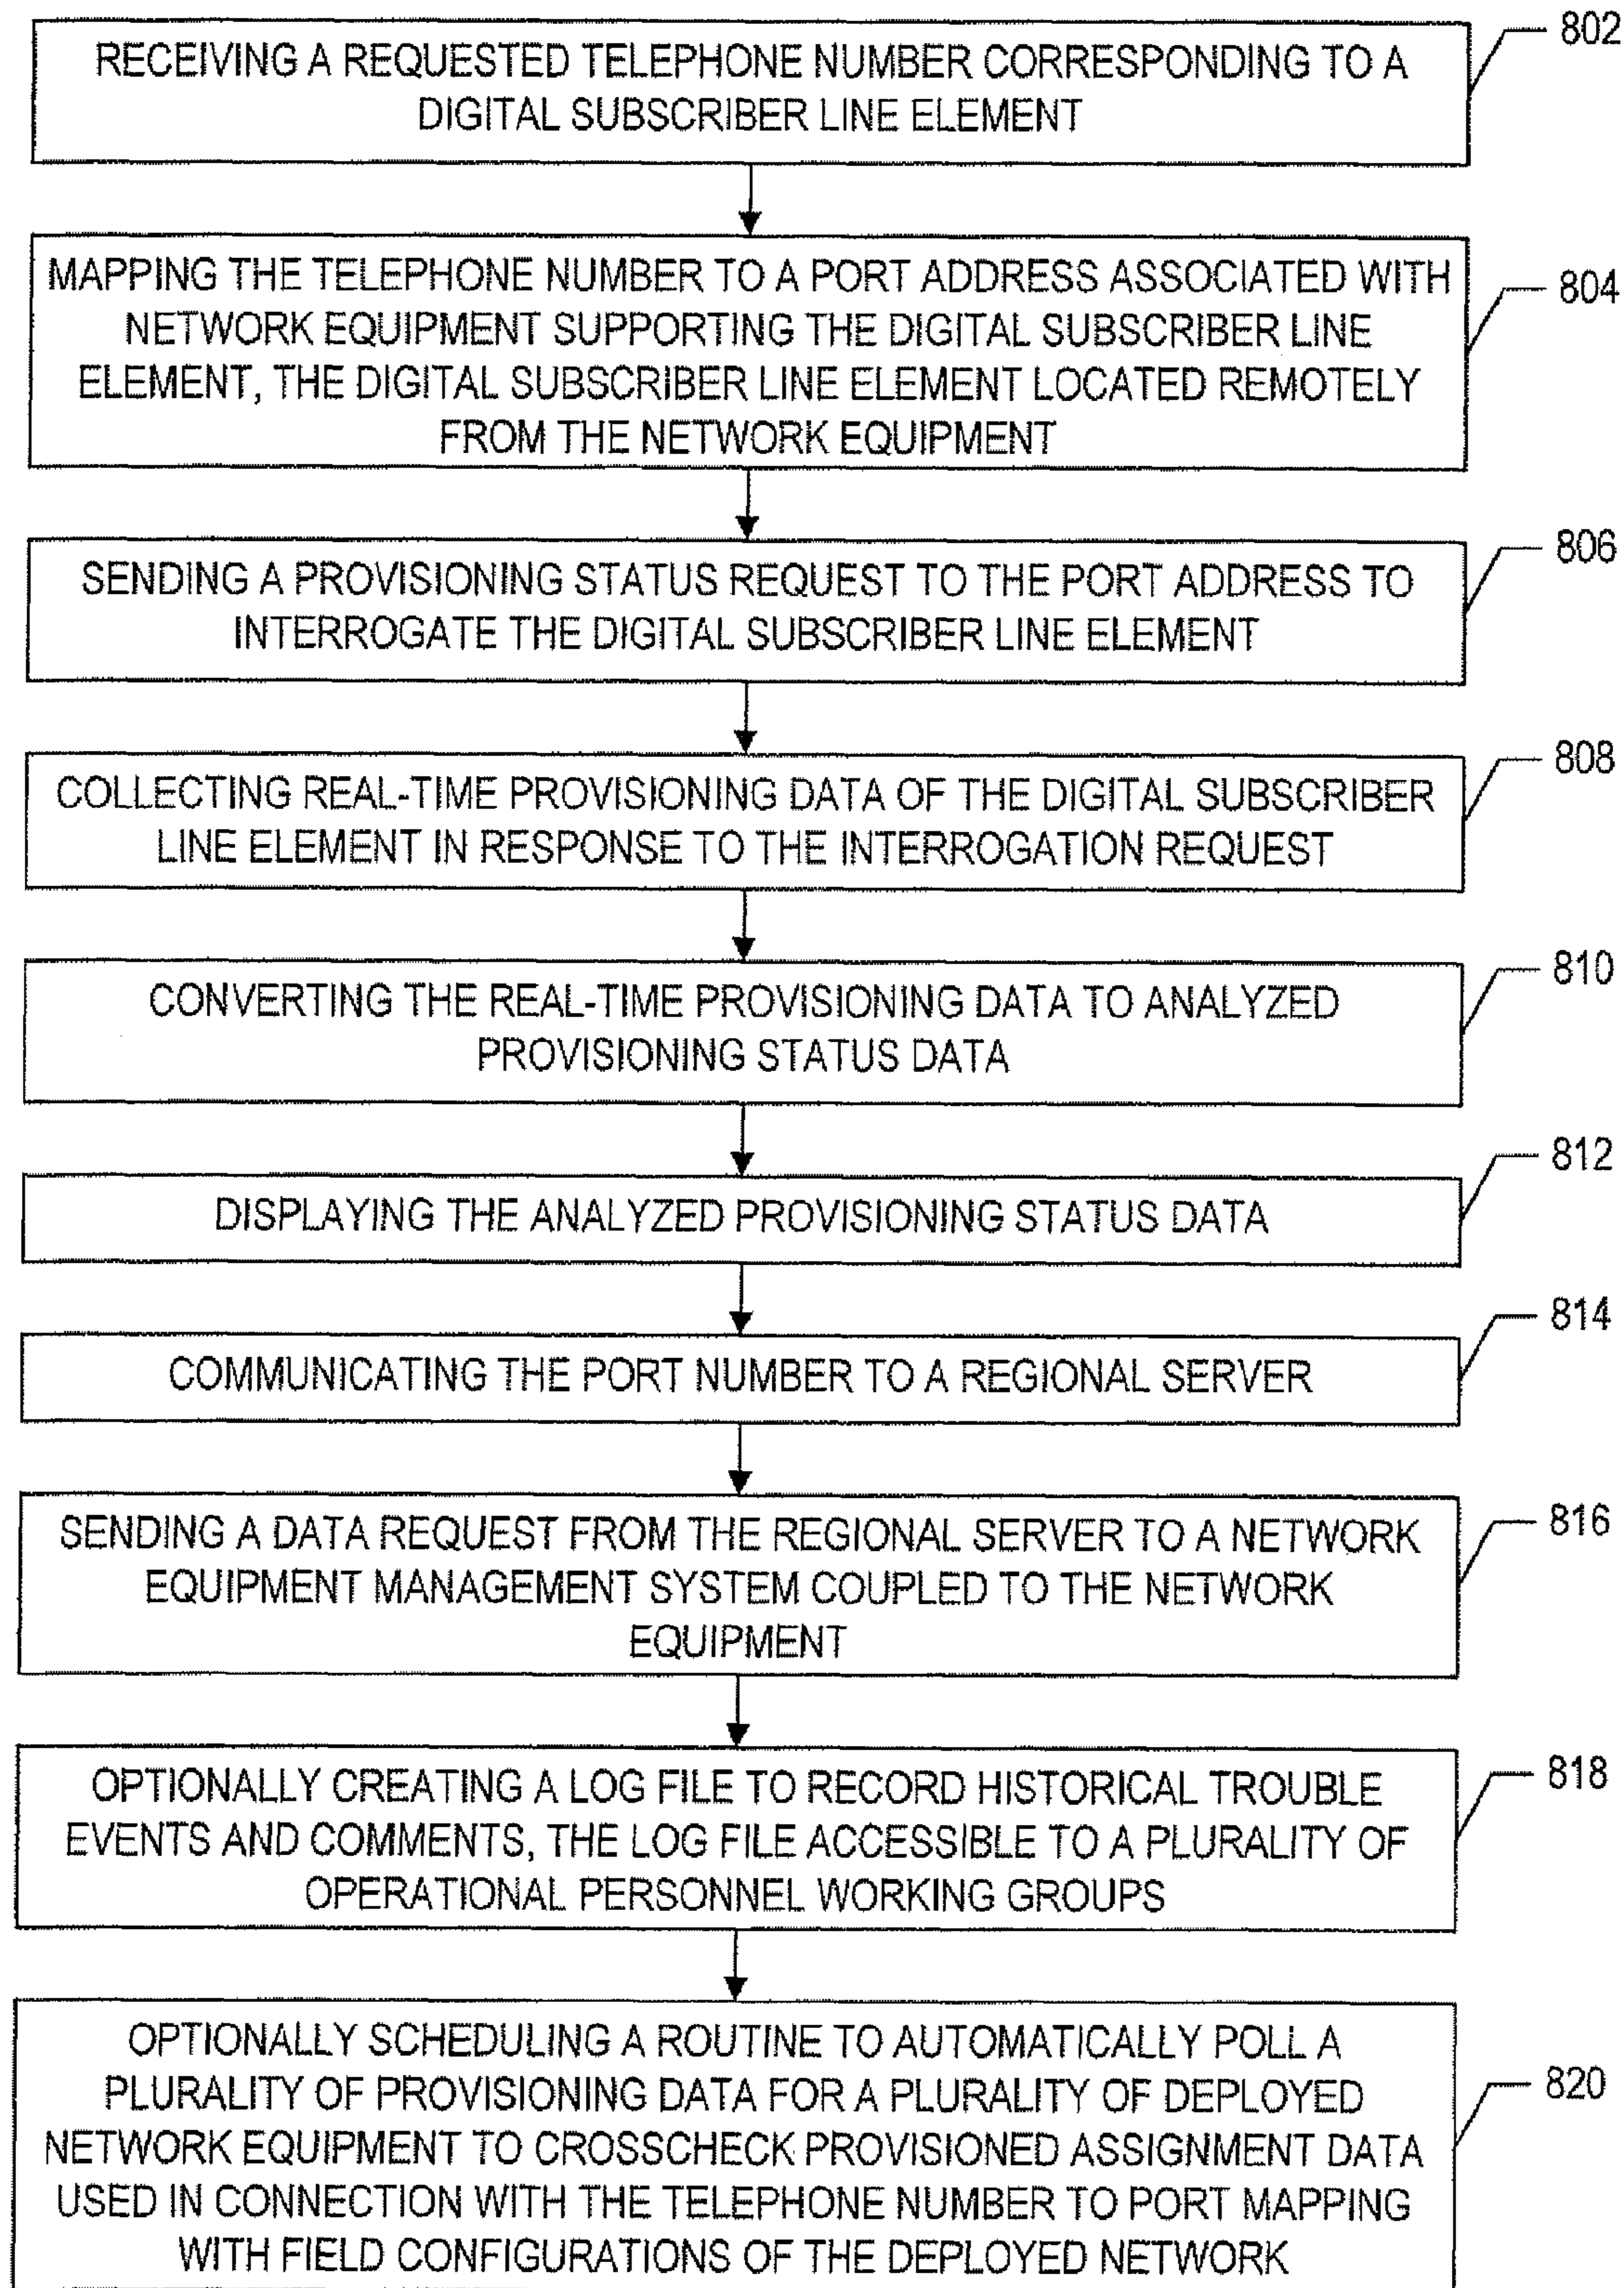 802
RECEIVING A REQUESTED TELEPHONE NUMBER CORRESPONDING TO A
DIGITAL SUBSCRIBER LINE ELEMENT
MAPPING THE TELEPHONE NUMBER TO A PORT ADDRESS ASSOCIATED WITH
804
NETWORK EQUIPMENT SUPPORTING THE DIGITAL SUBSCRIBER LINE
ELEMENT, THE DIGITAL SUBSCRIBER LINE ELEMENT LOCATED REMOTELY
FROM THE NETWORK EQUIPMENT
806
SENDING A PROVISIONING STATUS REQUEST TO THE PORT ADDRESS TO
INTERROGATE THE DIGITAL SUBSCRIBER LINE ELEMENT
808
COLLECTING REAL-TIME PROVISIONING DATA OF THE DIGITAL SUBSCRIBER
LINE ELEMENT IN RESPONSE TO THE INTERROGATION REQUEST
810
CONVERTING THE REAL-TIME PROVISIONING DATA TO ANALYZED
PROVISIONING STATUS DATA
812
DISPLAYING THE ANALYZED PROVISIONING STATUS DATA
814
COMMUNICATING THE PORT NUMBER TO A REGIONAL SERVER
816
SENDING A DATA REQUEST FROM THE REGIONAL SERVER TO A NETWORK
EQUIPMENT MANAGEMENT SYSTEM COUPLED TO THE NETWORK
EQUIPMENT
818
OPTIONALLY CREATING A LOG FILE TO RECORD HISTORICAL TROUBLE
EVENTS AND COMMENTS, THE LOG FILE ACCESSIBLE TO A PLURALITY OF
OPERATIONAL PERSONNEL WORKING GROUPS
OPTIONALLY SCHEDULING A ROUTINE TO AUTOMATICALLY POLL A
820
PLURALITY OF PROVISIONING DATA FOR A PLURALITY OF DEPLOYED
NETWORK EQUIPMENT TO CROSSCHECK PROVISIONED ASSIGNMENT DATA
USED IN CONNECTION WITH THE TELEPHONE NUMBER TO PORT MAPPING
WITH FIELD CONFIGURATIONS OF THE DEPLOYED NETWORK